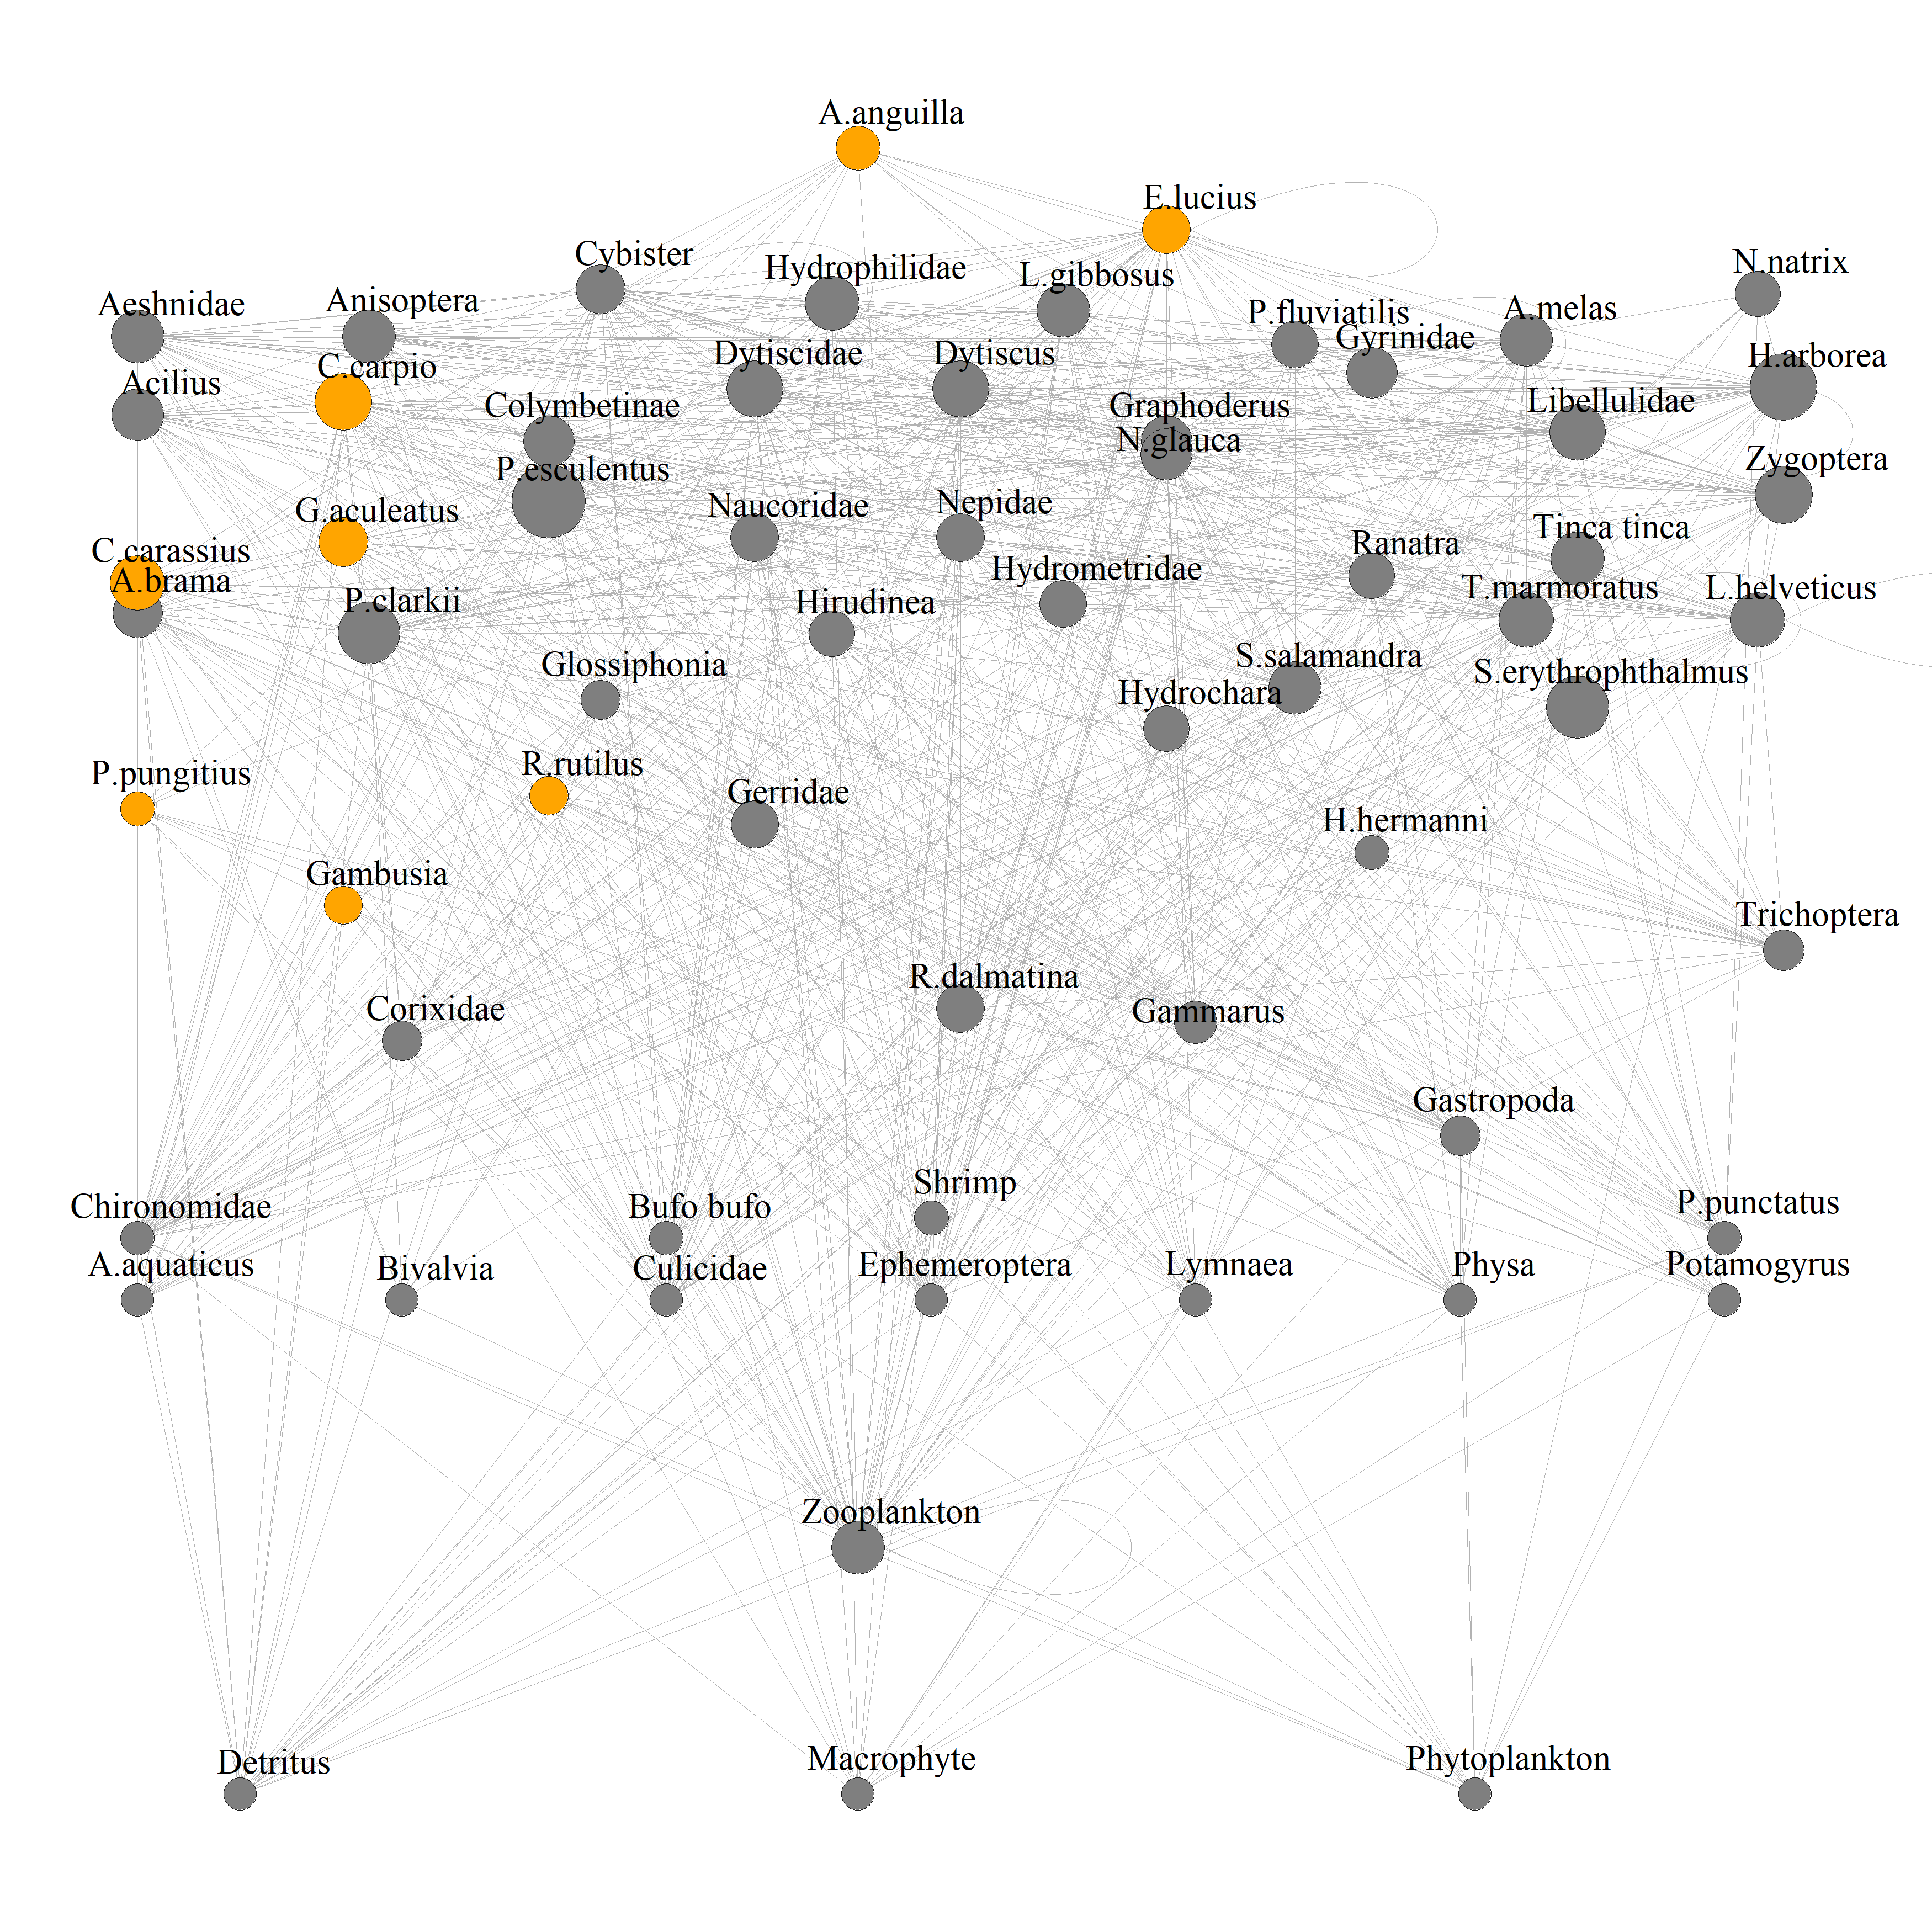 A.anguilla
E.lucius
Cybister
Hydrophilidae
L.gibbosus
N.natrix
Aeshnidae
Anisoptera
P.fluviatilis
A.melas
Gyrinidae
Dytiscidae
Dytiscus
H.arborea
C.carpio
Acilius
Colymbetinae
Graphoderus
Libellulidae
N.glauca
P.esculentus
Zygoptera
G.aculeatus
Naucoridae
Nepidae
Tinca tinca
Ranatra
C.carassius
A.brama
Hydrometridae
T.marmoratus
L.helveticus
P.clarkii
Hirudinea
Glossiphonia
S.salamandra
S.erythrophthalmus
Hydrochara
P.pungitius
R.rutilus
Gerridae
H.hermanni
Gambusia
Trichoptera
R.dalmatina
Corixidae
Gammarus
Gastropoda
Shrimp
Chironomidae
Bufo bufo
P.punctatus
A.aquaticus
Bivalvia
Culicidae
Ephemeroptera
Lymnaea
Physa
Potamogyrus
Zooplankton
Detritus
Macrophyte
Phytoplankton